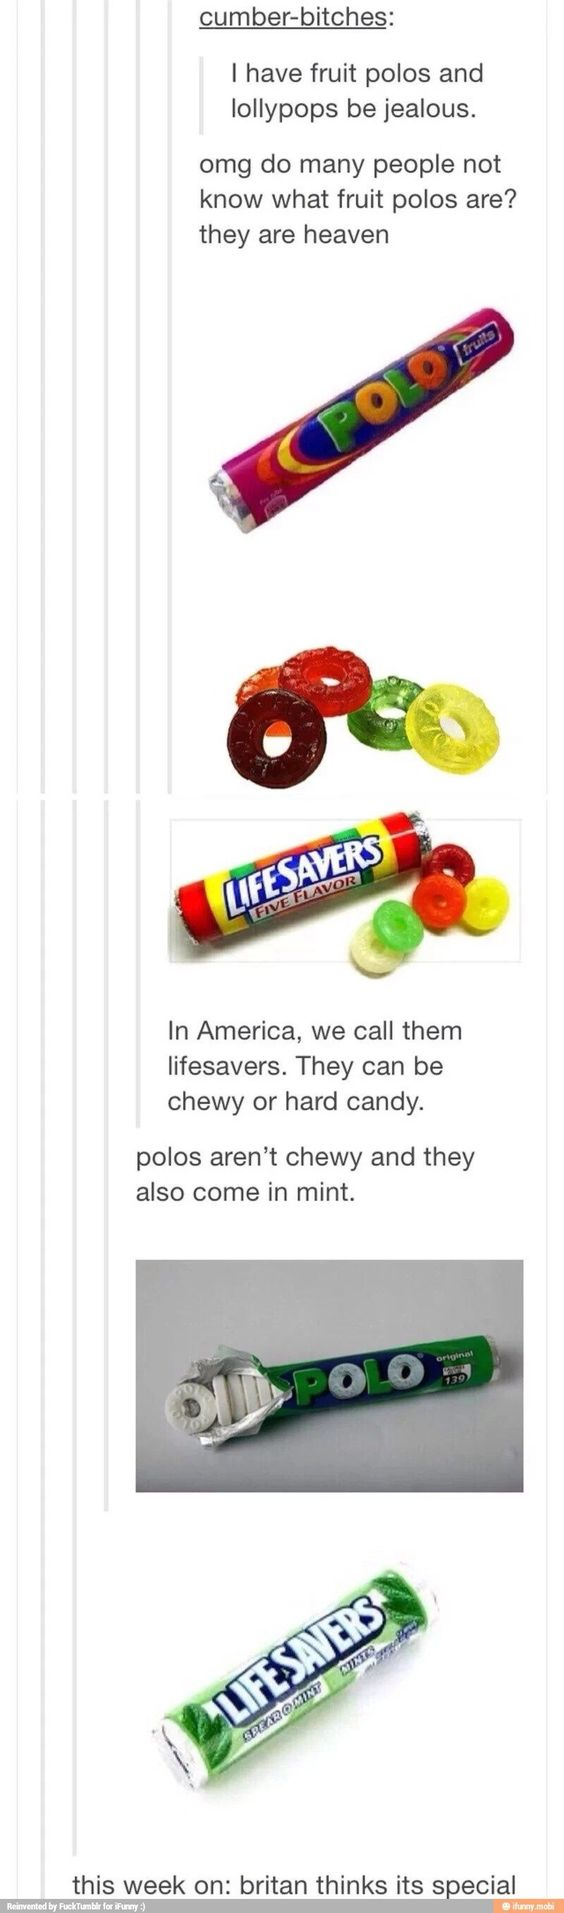 cumber-bitches:
I have fruit polos and
lollypops be jealous.
omg do many people not
know what fruit polos are?
they are heaven
POLO
fruits
LIFESAVERS
FIVE FLAVOR
In America, we call them
lifesavers. They can be
chewy or hard candy.
polos aren't chewy and they
also come in mint.
POLO
original
139
LIFESAVERS
SPEAR O MINT
MINTS
this week on: britan thinks its special
Reinvented by FuckTumblr for iFunny :)
ifunny.mobi